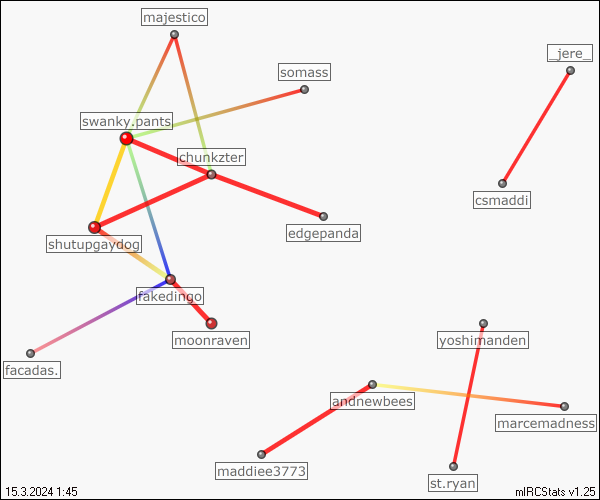 majestico
_jere_
somass
swanky.pants
chunkzter
csmaddi
edgepanda
shutupgaydog
fakedingo
moonraven
yoshimanden
facadas.
andnewbees
marcemadness
maddiee3773
st.ryan
15.3.2024 1:45
mIRCStats v1.25